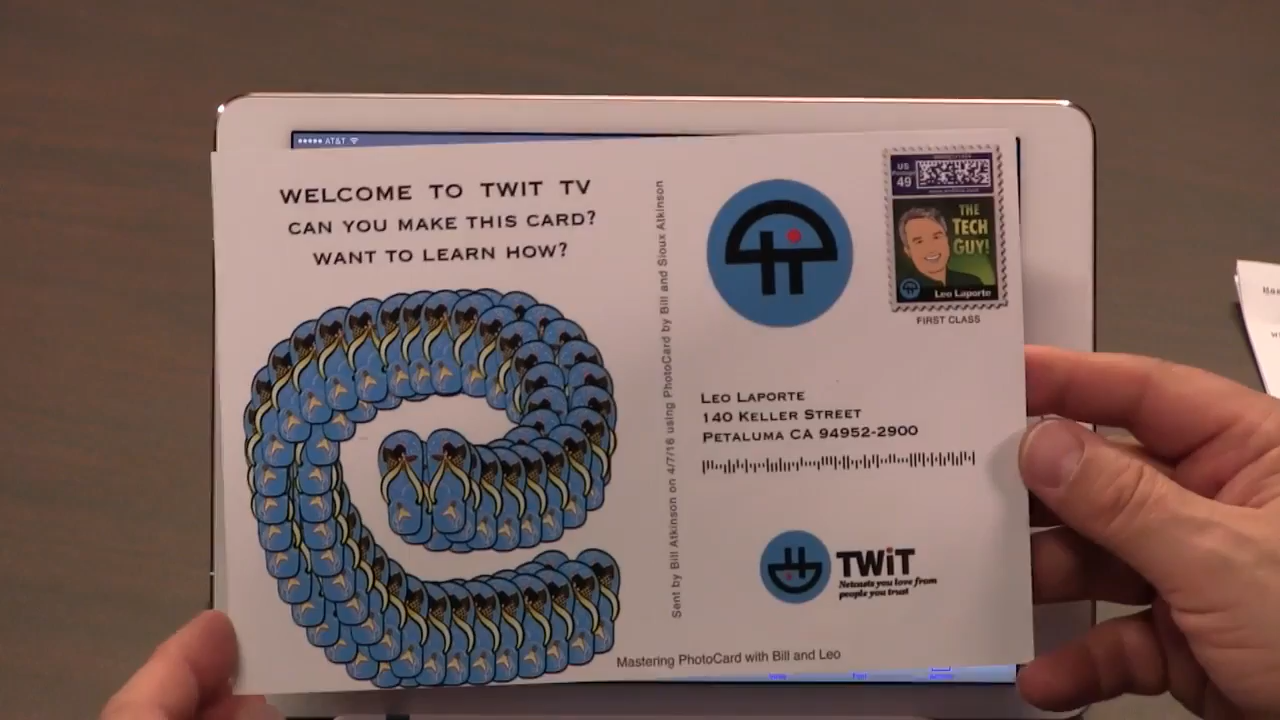 AT&T
WELCOME TO TWIT TV
CAN YOU MAKE THIS CARD?
WANT TO LEARN HOW?
Sent by Bill Atkinson on 4/7/16 using PhotoCard by Bill and Sioux Atkinson
US
49
THE
TECH
GUY!
Leo Laporte
FIRST CLASS
LEO LAPORTE
140 KELLER STREET
PETALUMA CA 94952-2900
TWiT
Netcasts you love from
people you trust
Mastering PhotoCard with Bill and Leo